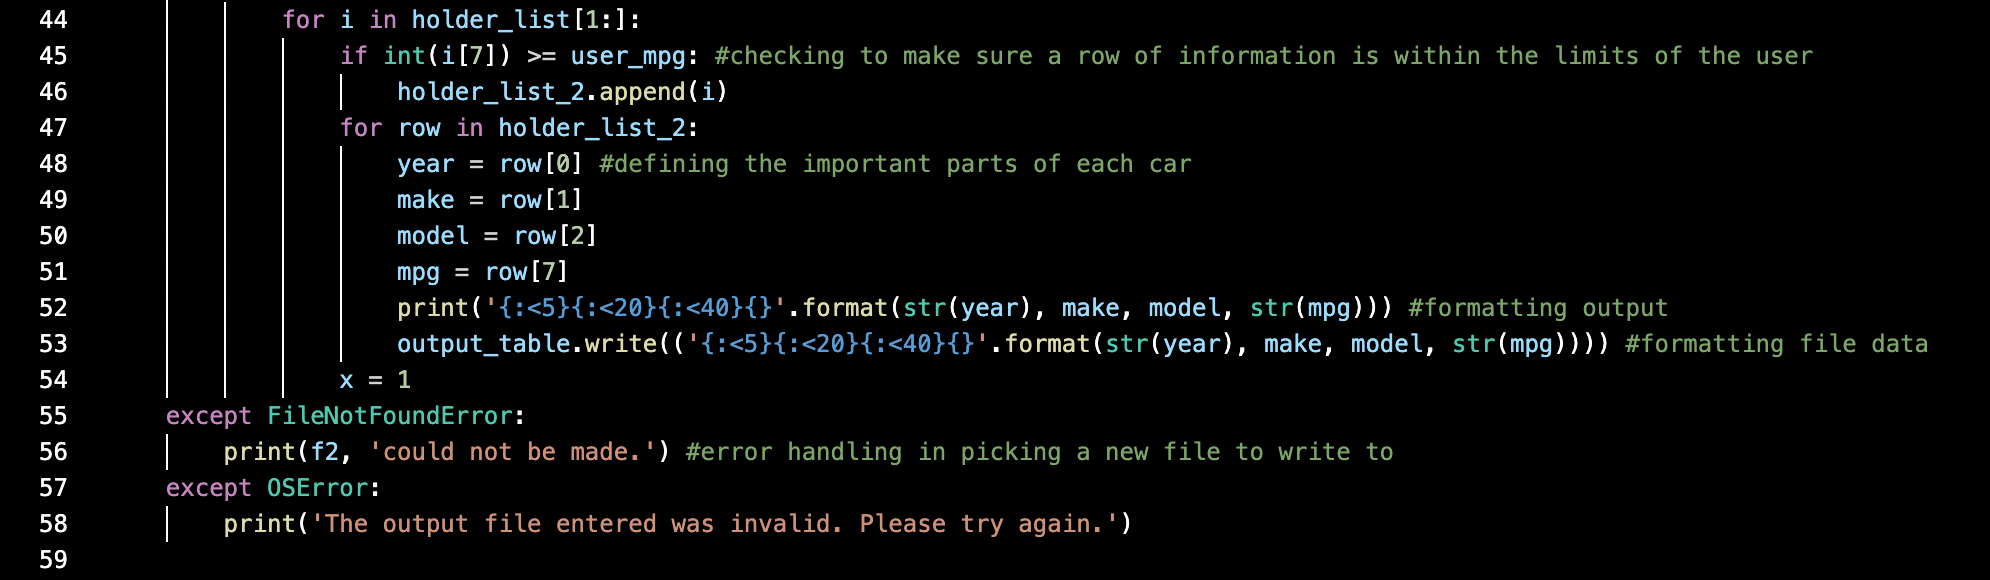 44 for i in holder_list[1:]:
45 if int(i[7]) >= user_mpg: #checking to make sure a row of information is within the limits of the user
46 holder_list_2.append(i)
47 for row in holder_list_2:
48 year = row[0] #defining the important parts of each car
49 make = row[1]
50 model = row[2]
51 mpg = row[7]
52 print('{:<5}{:<20}{:<40}{}'.format(str(year), make, model, str(mpg))) #formatting output
53 output_table.write(('{:<5}{:<20}{:<40}{}'.format(str(year), make, model, str(mpg)))) #formatting file data
54 x = 1
55 except FileNotFoundError:
56 print(f2, 'could not be made.') #error handling in picking a new file to write to
57 except OSError:
58 print('The output file entered was invalid. Please try again.')
59